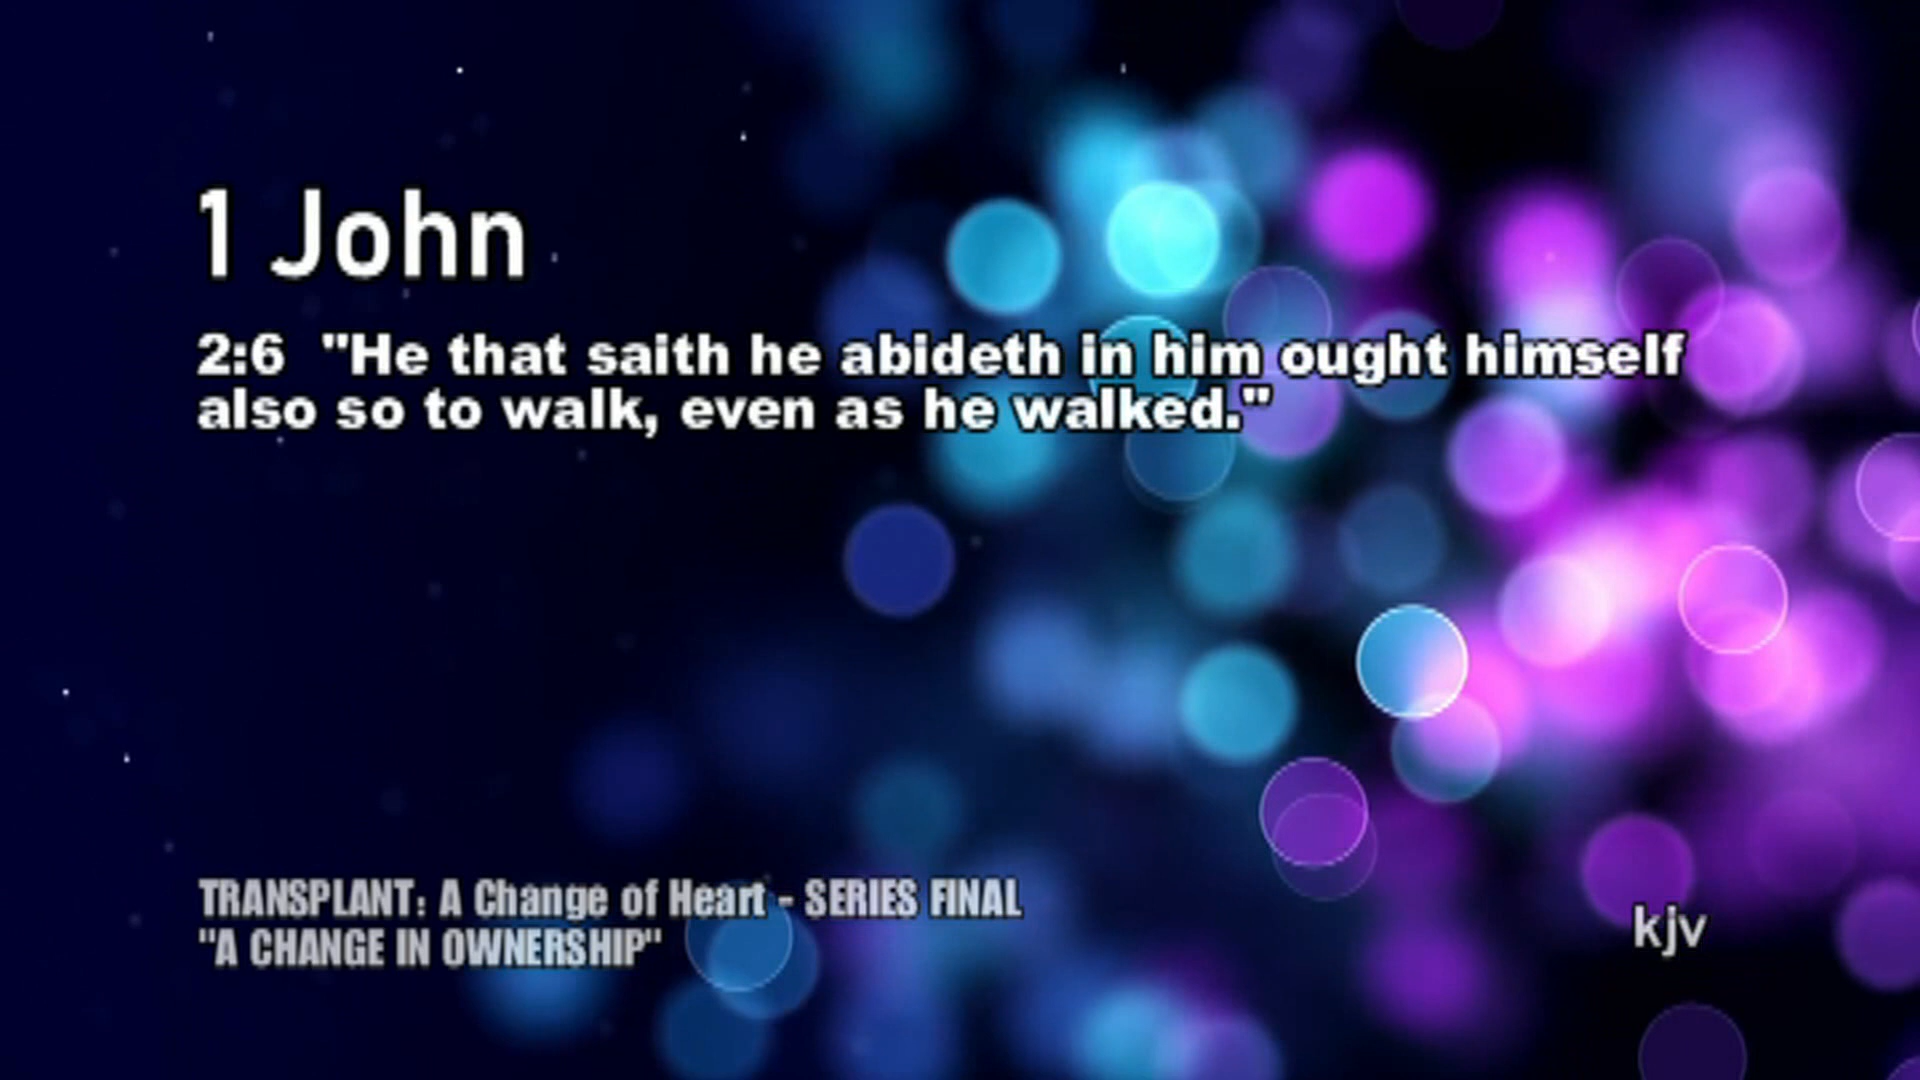 1 John
2:6 "He that saith he abideth in him ought himself
also so to walk, even as he walked."
TRANSPLANT: A Change of Heart - SERIES FINAL
"A CHANGE IN OWNERSHIP"
kjv